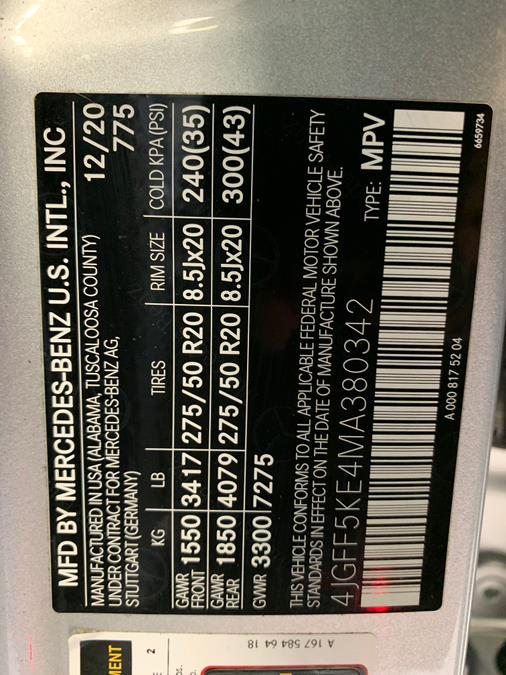 MFD BY MERCEDES-BENZ U.S. INTL., INC
MANUFACTURED IN USA (ALABAMA, TUSCALOOSA COUNTY) 12/20
UNDER CONTRACT FOR MERCEDES-BENZ AG, 775
STUTTGART (GERMANY)
KG LB TIRES RIM SIZE COLD KPA (PSI)
GAWR FRONT 1550 3417 275/50 R20 8.5Jx20 240(35)
GAWR REAR 1850 4079 275/50 R20 8.5Jx20 300(43)
GWR 3300 7275
THIS VEHICLE CONFORMS TO ALL APPLICABLE FEDERAL MOTOR VEHICLE SAFETY
STANDARDS IN EFFECT ON THE DATE OF MANUFACTURE SHOWN ABOVE.
4JGFF5KE4MA380342 TYPE: MPV
A 000 817 52 04
6659734
A 167 584 64 18
MENT
2